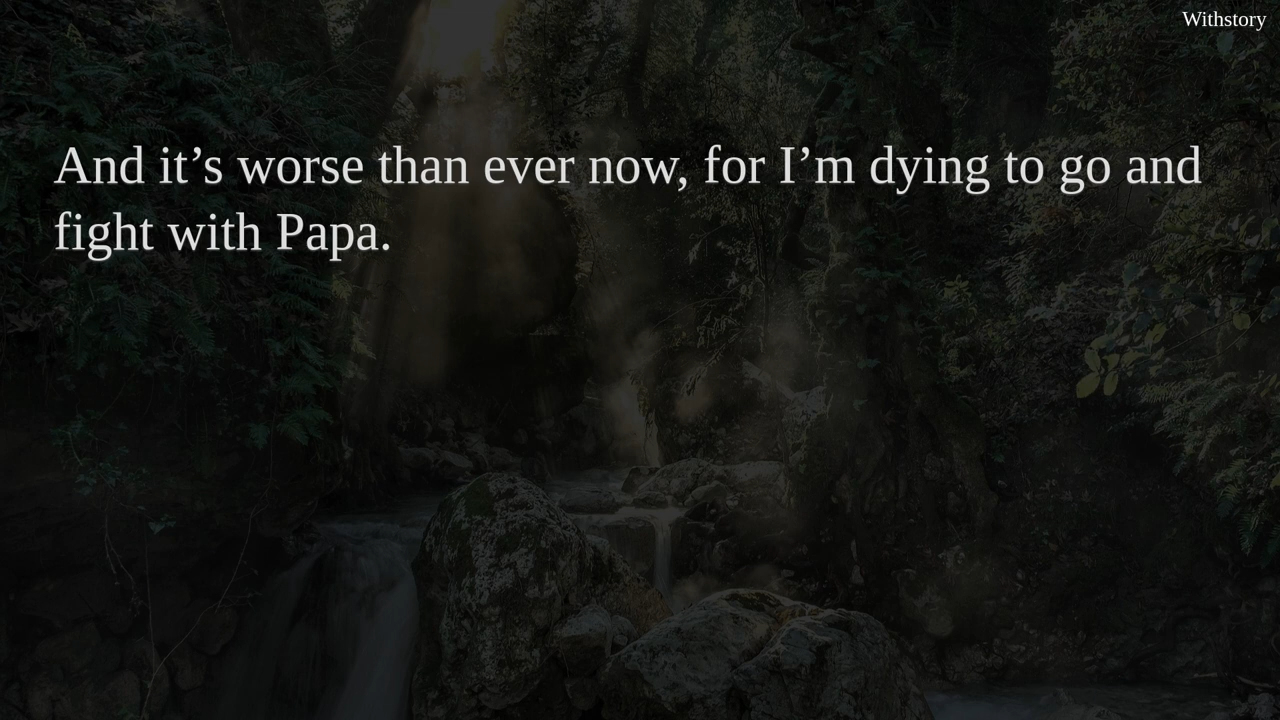 Withstory
And it’s worse than ever now, for I’m dying to go and
fight with Papa.